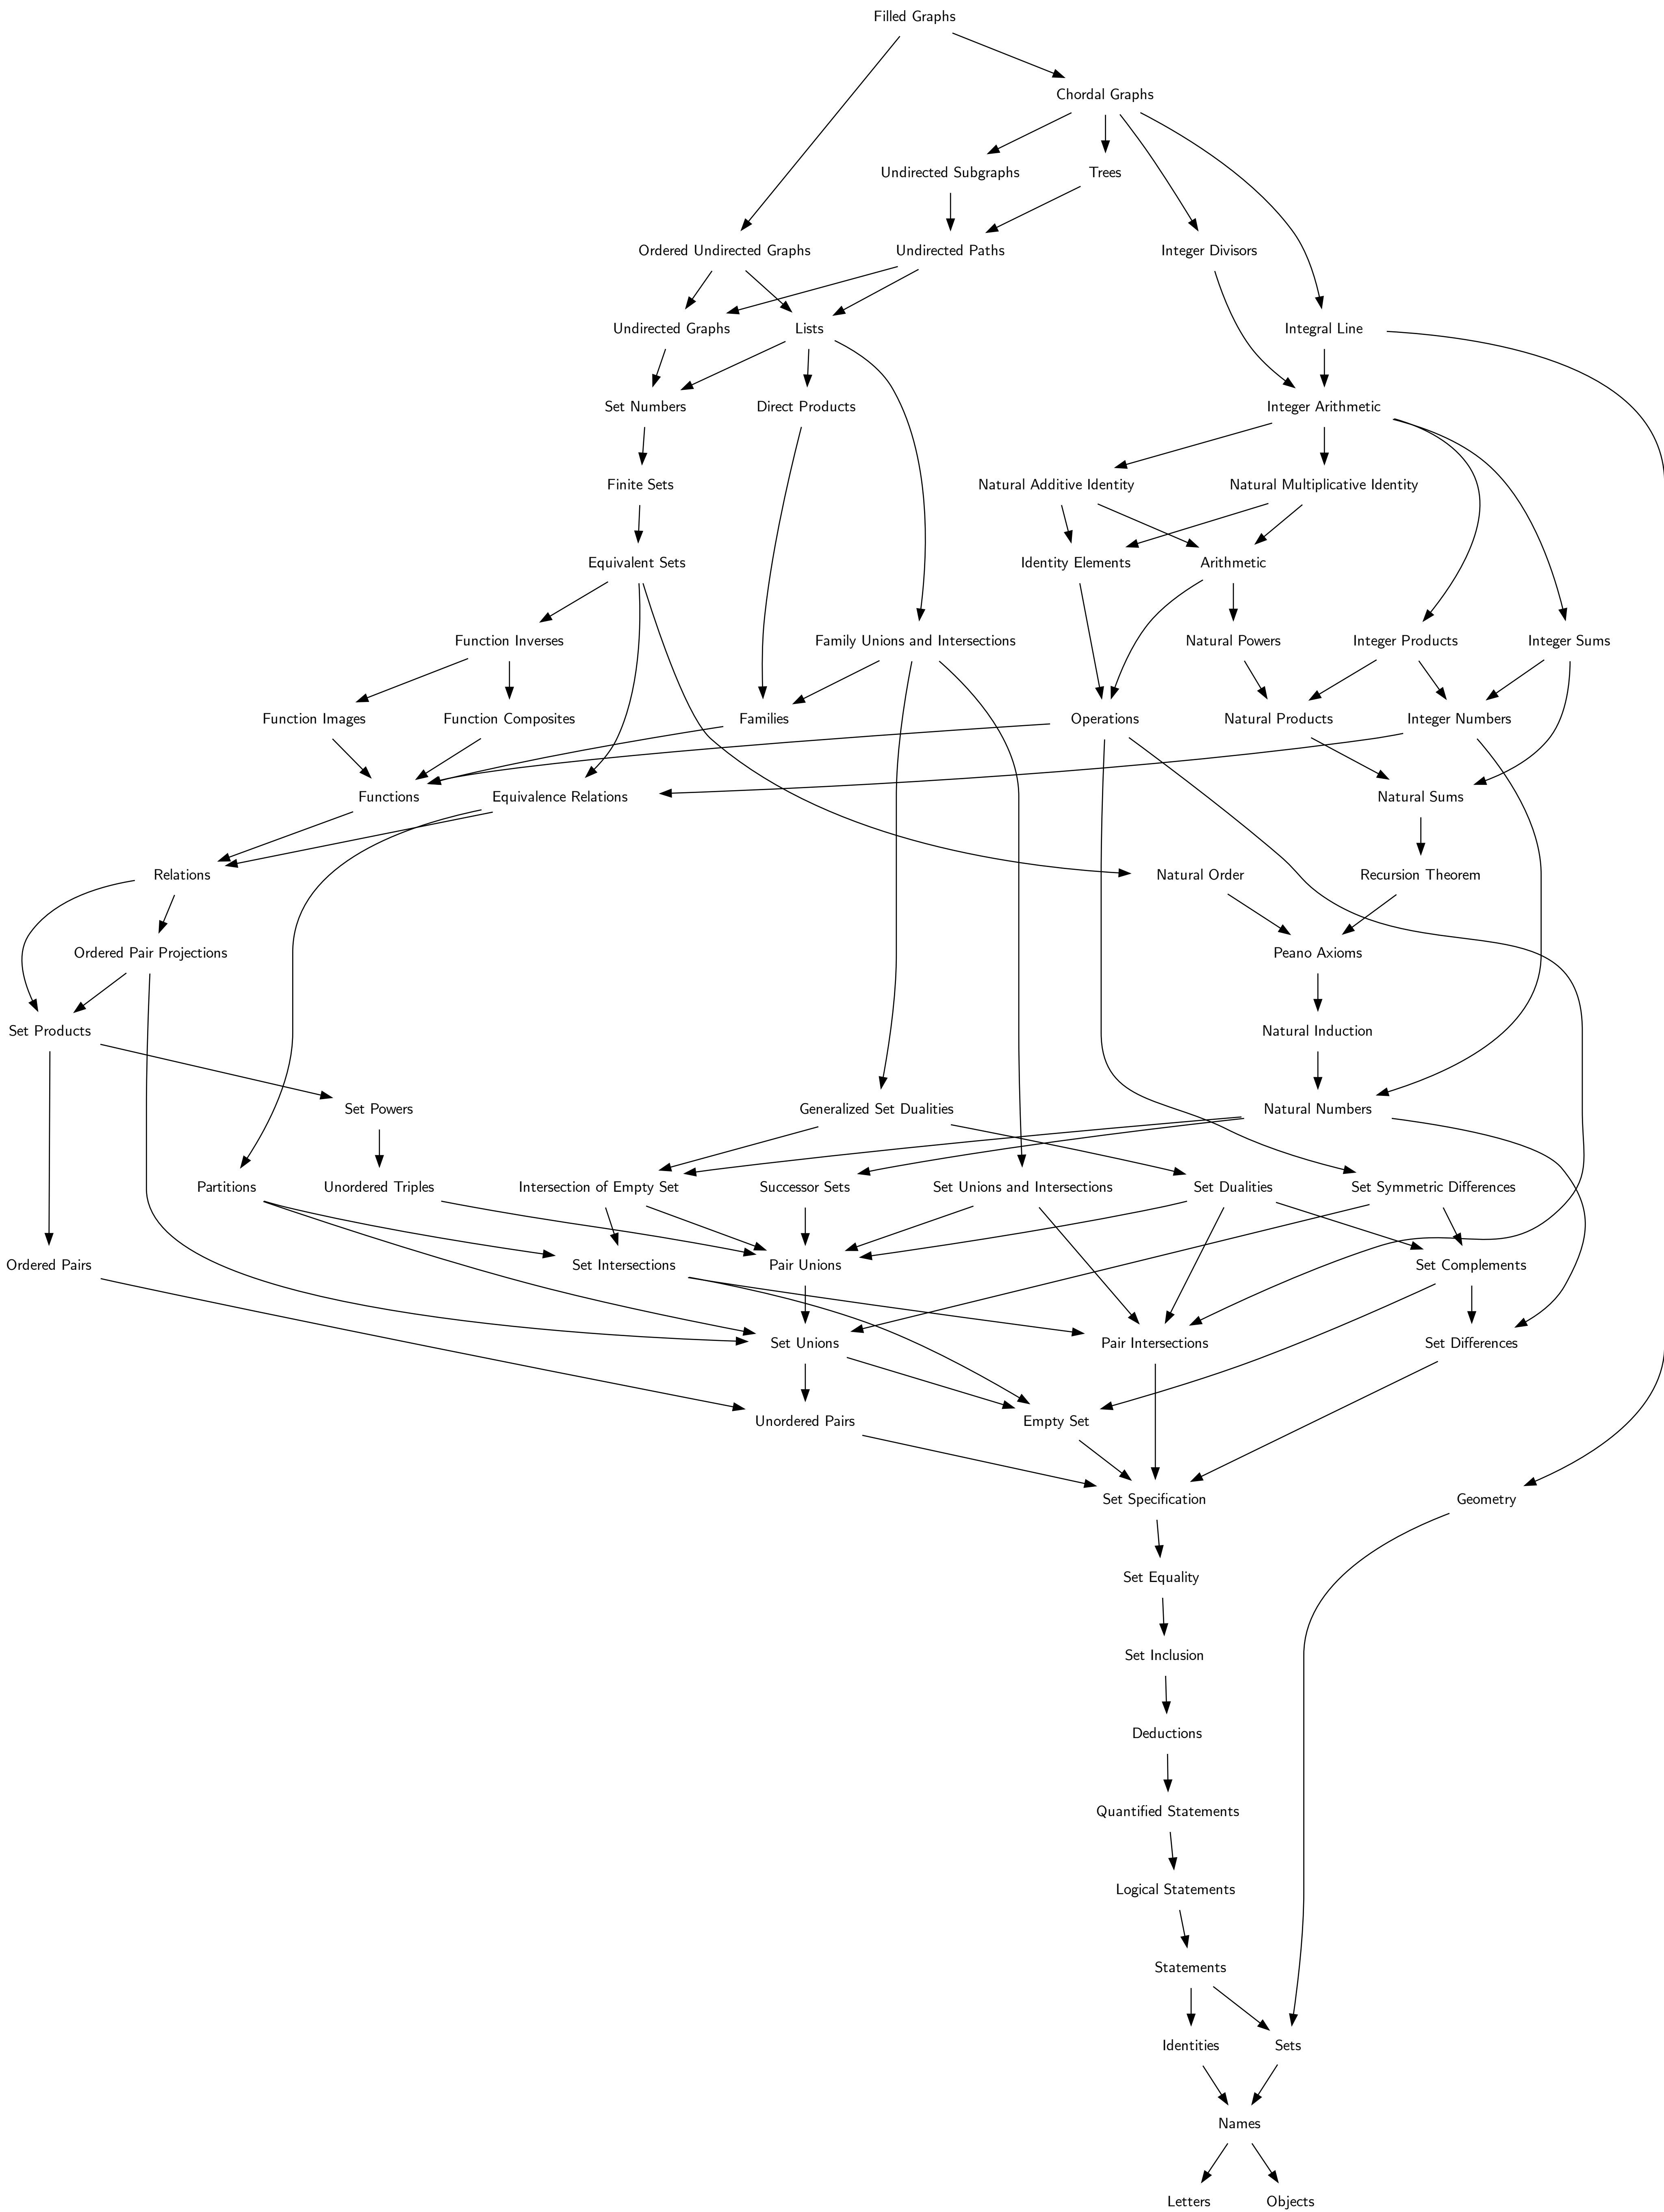 Filled Graphs
Chordal Graphs
Undirected Subgraphs
Trees
Ordered Undirected Graphs
Undirected Paths
Integer Divisors
Undirected Graphs
Lists
Integral Line
Set Numbers
Direct Products
Integer Arithmetic
Finite Sets
Natural Additive Identity
Natural Multiplicative Identity
Equivalent Sets
Identity Elements
Arithmetic
Function Inverses
Family Unions and Intersections
Natural Powers
Integer Products
Integer Sums
Function Images
Function Composites
Families
Operations
Natural Products
Integer Numbers
Functions
Equivalence Relations
Natural Sums
Relations
Natural Order
Recursion Theorem
Ordered Pair Projections
Peano Axioms
Set Products
Natural Induction
Set Powers
Generalized Set Dualities
Natural Numbers
Partitions
Unordered Triples
Intersection of Empty Set
Successor Sets
Set Unions and Intersections
Set Dualities
Set Symmetric Differences
Ordered Pairs
Set Intersections
Pair Unions
Set Complements
Set Unions
Pair Intersections
Set Differences
Unordered Pairs
Empty Set
Set Specification
Geometry
Set Equality
Set Inclusion
Deductions
Quantified Statements
Logical Statements
Statements
Identities
Sets
Names
Letters
Objects